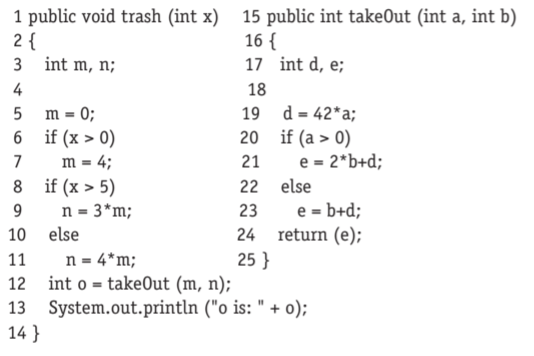 1 public void trash (int x)
2 {
3 int m, n;
4
5 m = 0;
6 if (x > 0)
7 m = 4;
8 if (x > 5)
9 n = 3*m;
10 else
11 n = 4*m;
12 int o = takeOut (m, n);
13 System.out.println ("o is: " + o);
14 }
15 public int takeOut (int a, int b)
16 {
17 int d, e;
18
19 d = 42*a;
20 if (a > 0)
21 e = 2*b+d;
22 else
23 e = b+d;
24 return (e);
25 }